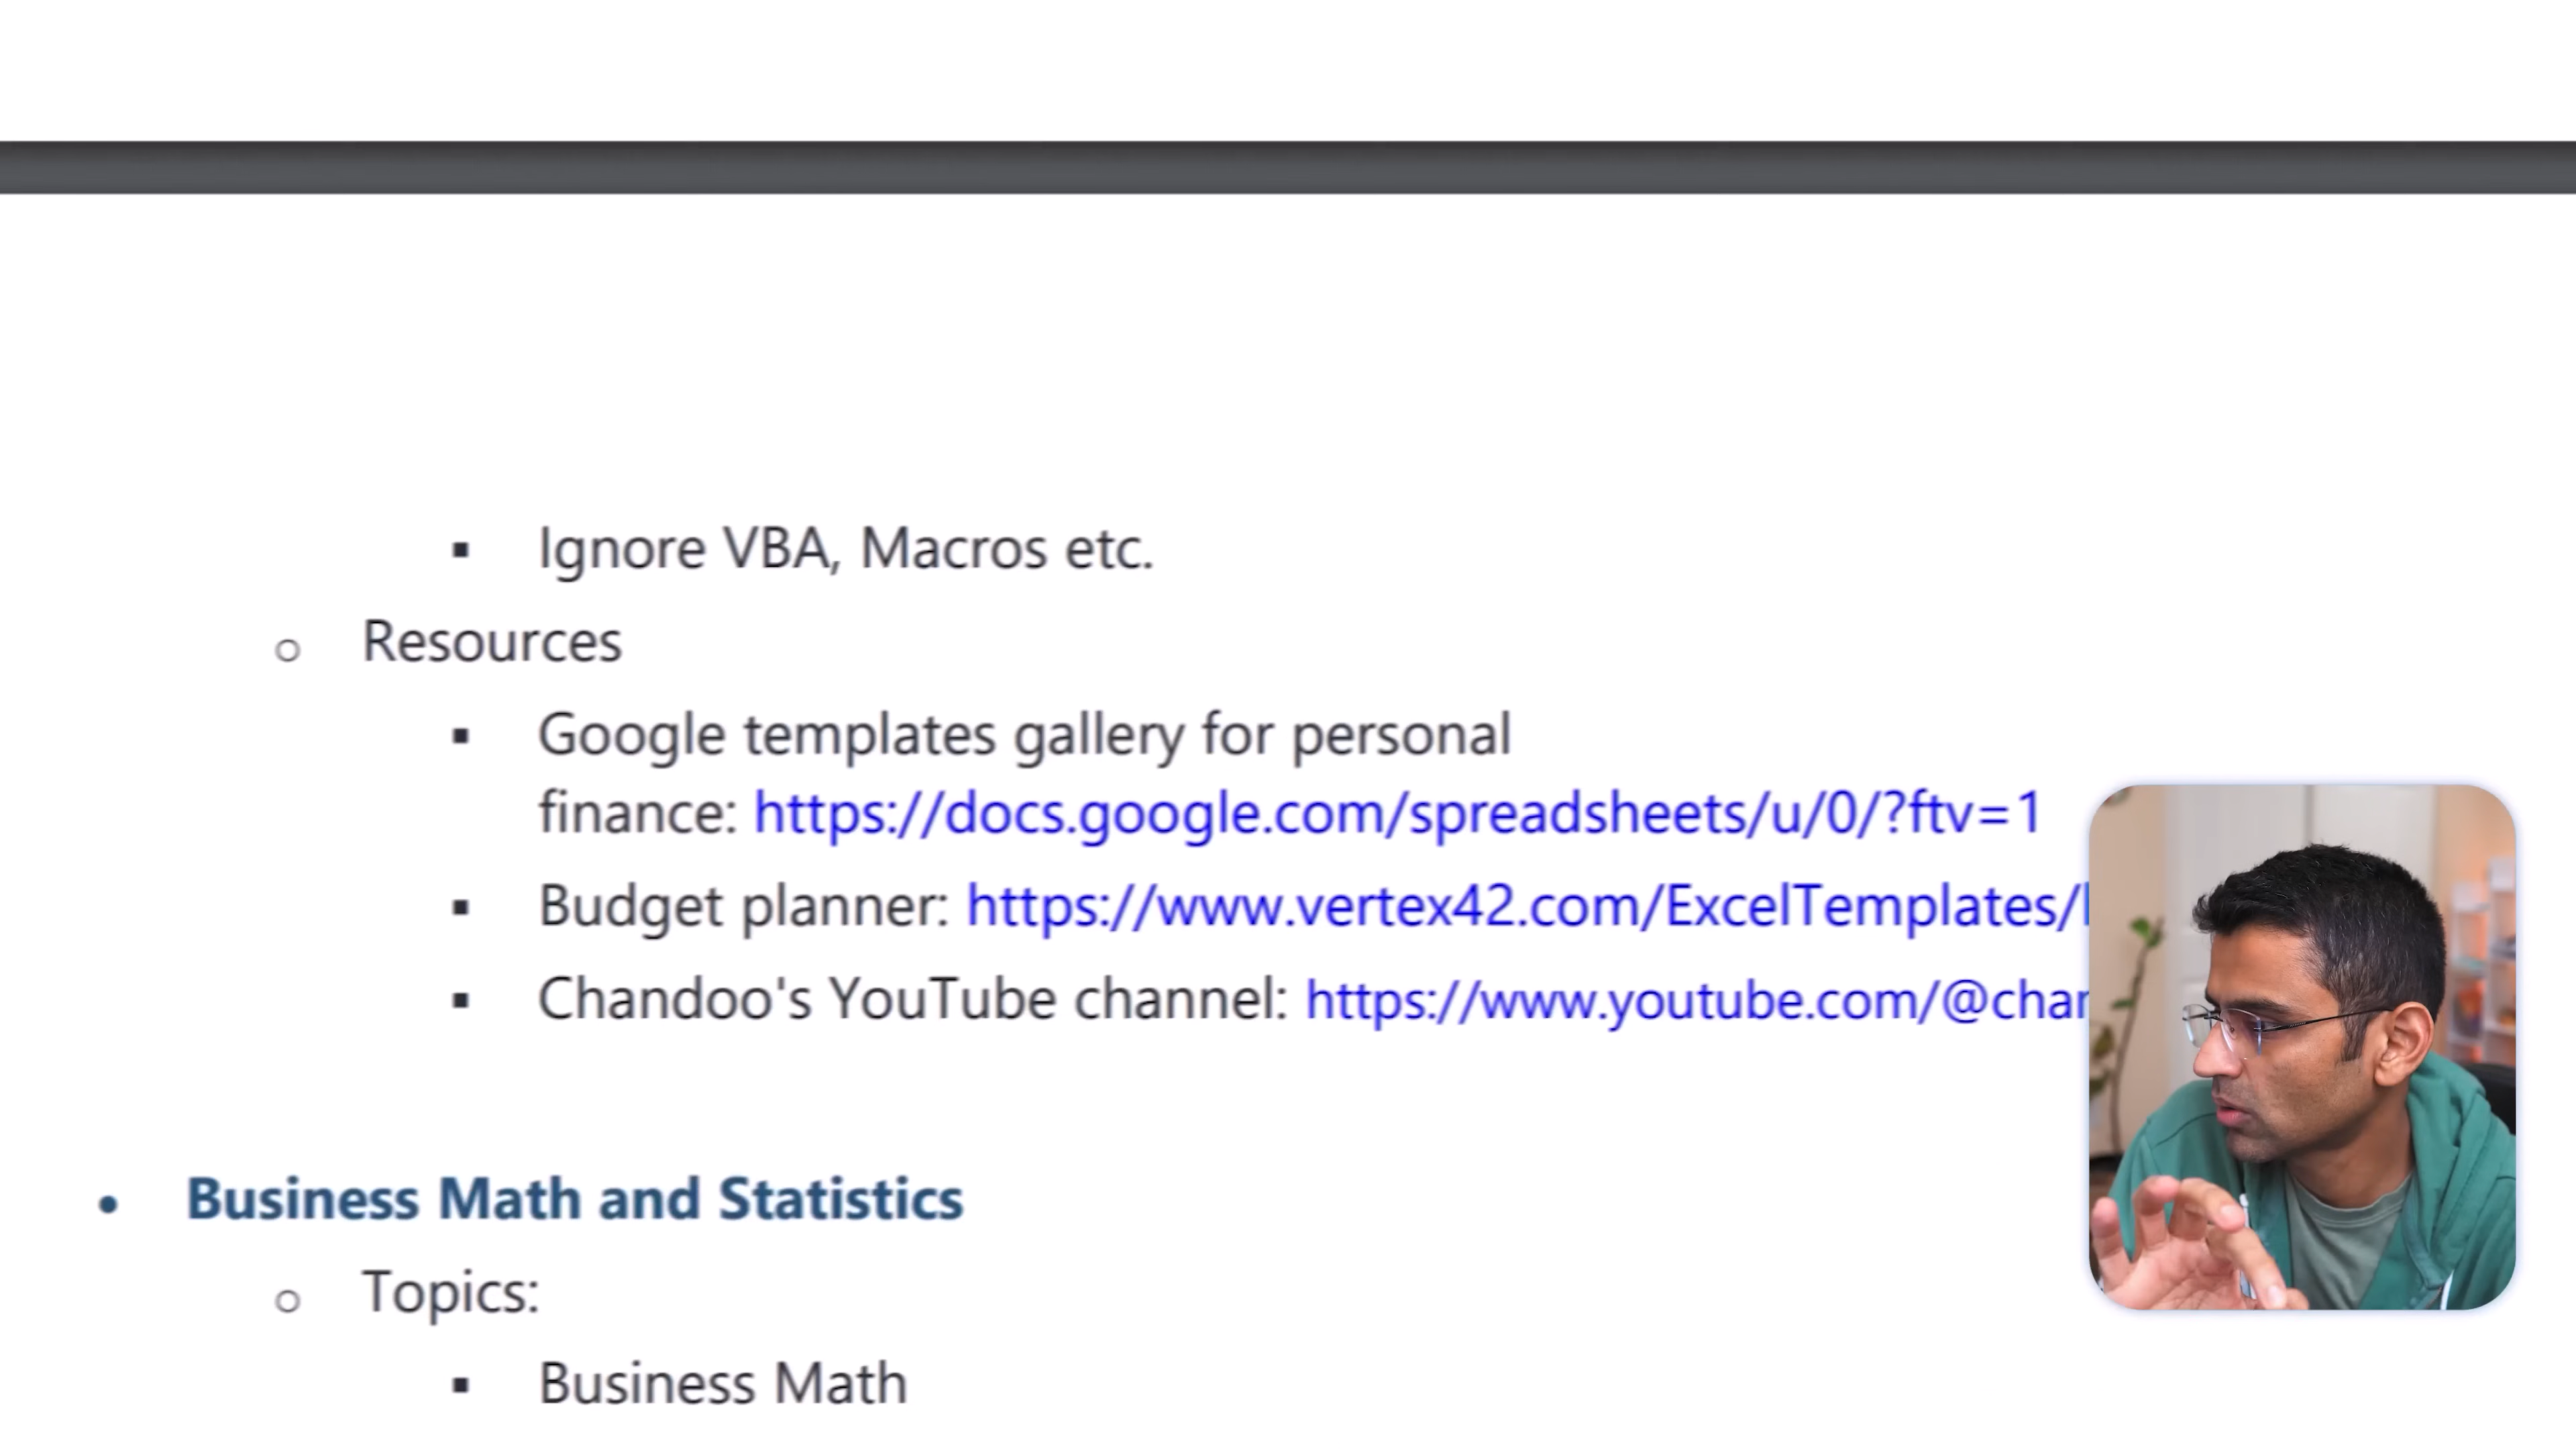 Ignore VBA, Macros etc.
Resources
Google templates gallery for personal
finance: https://docs.google.com/spreadsheets/u/0/?ftv=1
Budget planner: https://www.vertex42.com/ExcelTemplates/
Chandoo's YouTube channel: https://www.youtube.com/@cha
Business Math and Statistics
Topics:
Business Math